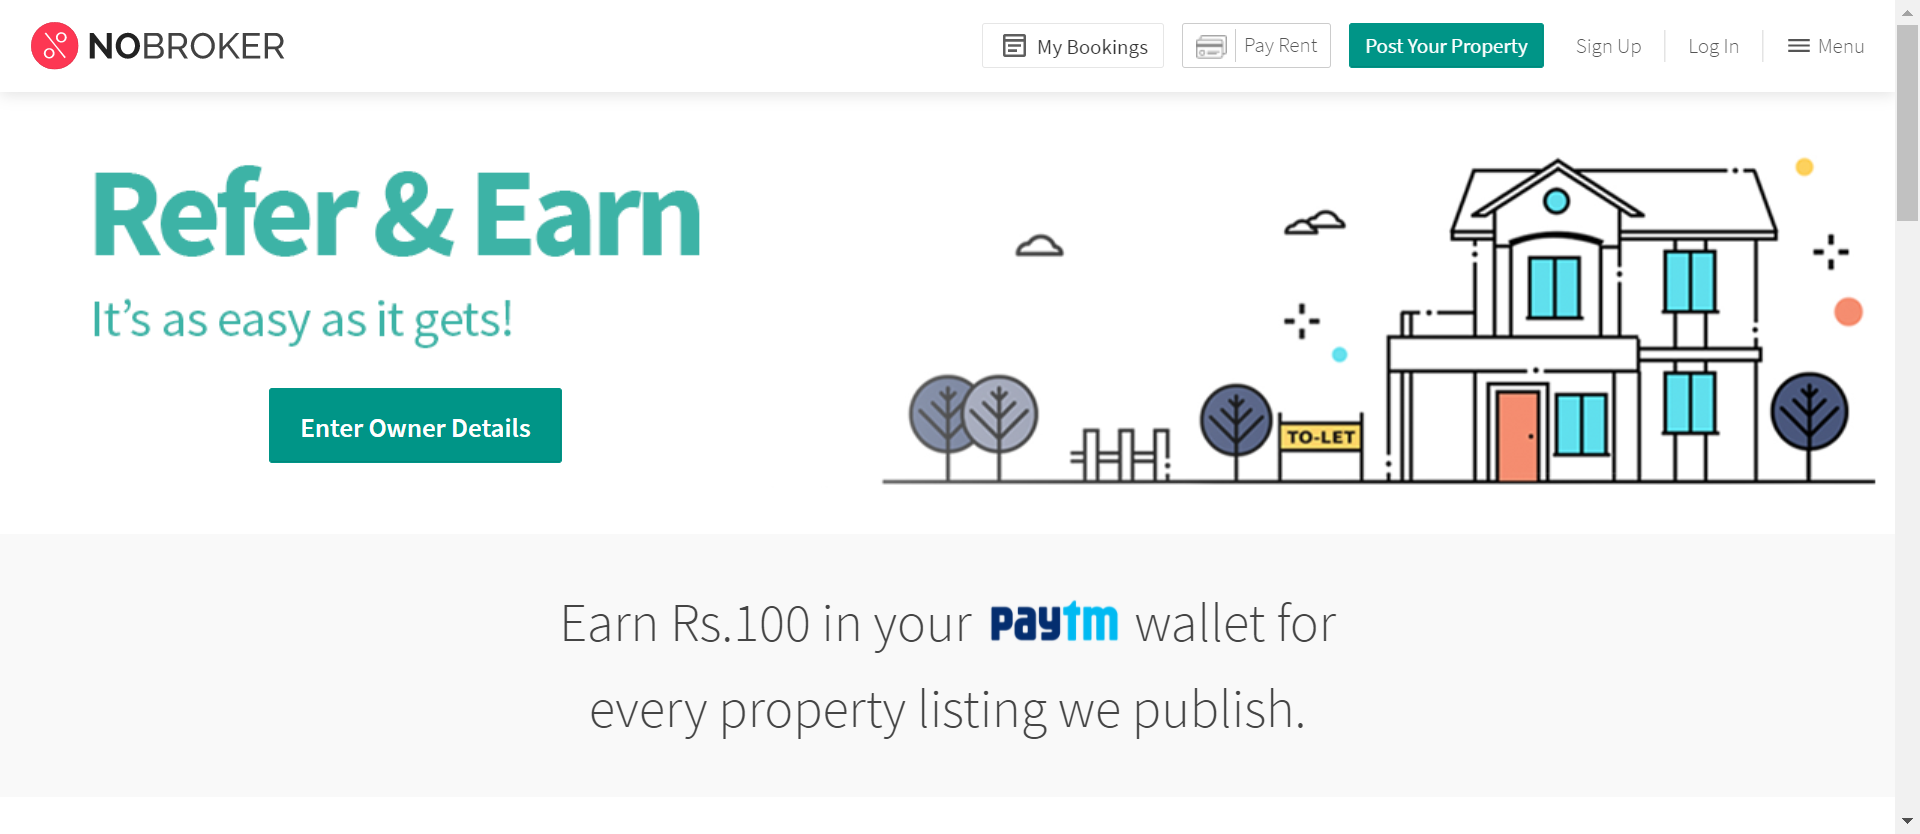 NOBROKER
My Bookings
Pay Rent
Post Your Property
Sign Up
Log In
Menu
Refer & Earn
It’s as easy as it gets!
Enter Owner Details
TO-LET
Earn Rs.100 in your paytm wallet for
every property listing we publish.